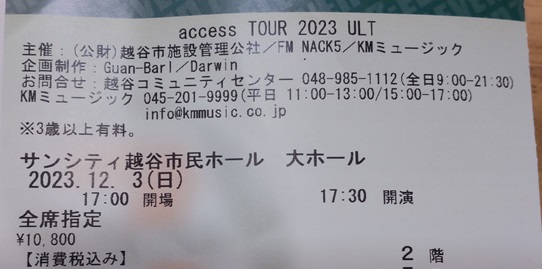 access TOUR 2023 ULT
主催：(公財)越谷市施設管理公社／FM NACK5／KMミュージック
企画制作：Guan-Barl／Darwin
お問合せ：越谷コミュニティセンター 048-985-1112(全日9:00-21:30)
KMミュージック 045-201-9999(平日 11:00-13:00/15:00-17:00)
info@kmmusic.co.jp
※3歳以上有料。
サンシティ越谷市民ホール 大ホール
2023.12. 3(日)
17:00 開場 17:30 開演
全席指定
¥10,800
【消費税込み】 2 階